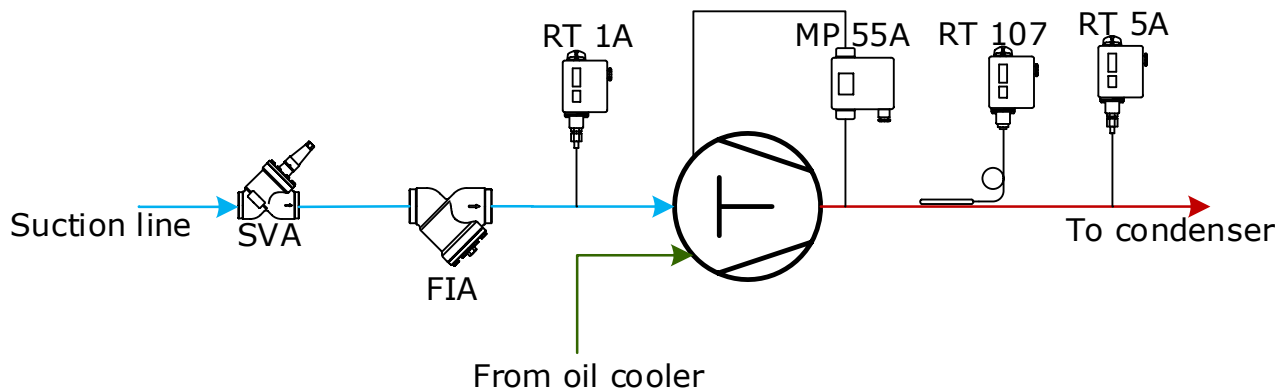 RT 1A
MP 55A
RT 107
RT 5A
Suction line
SVA
FIA
To condenser
From oil cooler